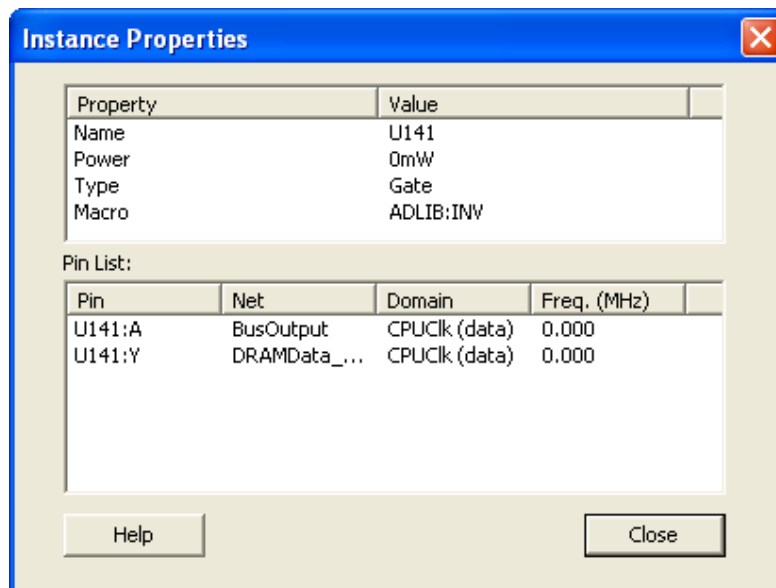 Instance Properties
Property Value
Name U141
Power 0mW
Type Gate
Macro ADLIB:INV
Pin List:
Pin Net Domain Freq. (MHz)
U141:A BusOutput CPUClk (data) 0.000
U141:Y DRAMData_... CPUClk (data) 0.000
Help Close